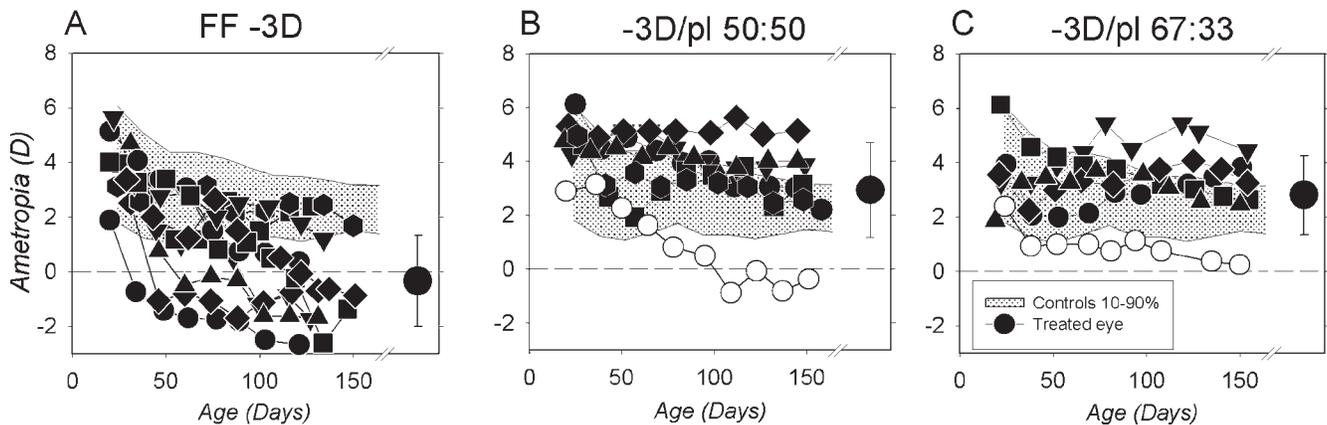 A FF -3D
B -3D/pl 50:50
C -3D/pl 67:33
Ametropia (D)
8
6
4
2
0
-2
0 50 100 150
Age (Days)
8
6
4
2
0
-2
0 50 100 150
Age (Days)
8
6
4
2
0
-2
Controls 10-90%
Treated eye
0 50 100 150
Age (Days)